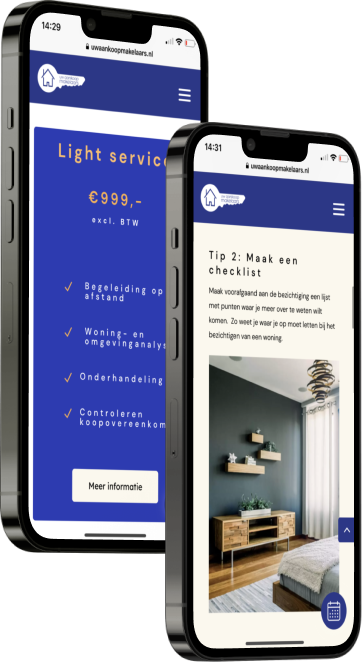 14:29
uwaankoopmakelaars.nl
Light service
€999,-
excl. BTW
Begeleiding op
afstand
Woning- en
omgevinganalys
Onderhandeling
Controleren
koopovereenkom
Meer informatie
14:31
uwaankoopmakelaars.nl
Tip 2: Maak een
checklist
Maak voorafgaand aan de bezichtiging een lijst
met punten waar je meer over te weten wilt
komen. Zo weet je waar je op moet letten bij het
bezichtigen van een woning.